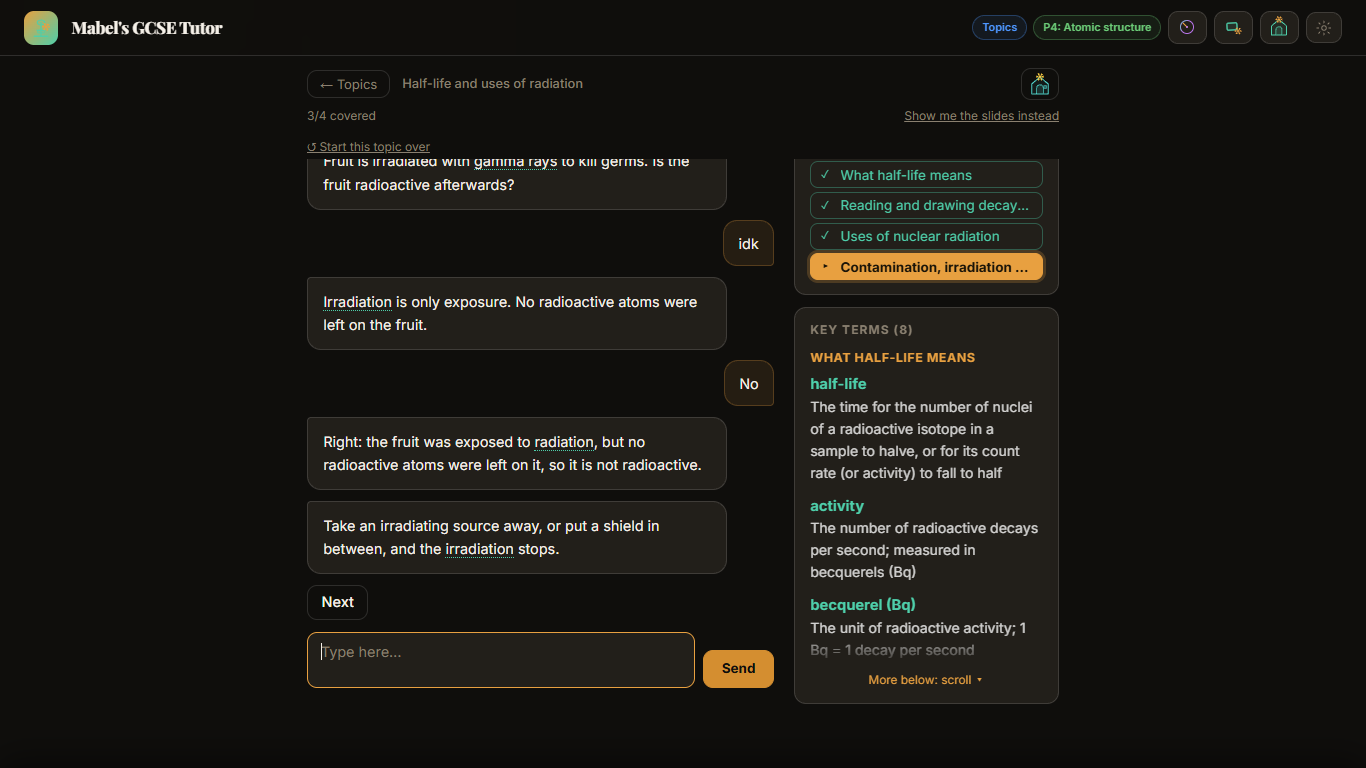 Mabel's GCSE Tutor
Topics
P4: Atomic structure
← Topics
Half-life and uses of radiation
3/4 covered
Show me the slides instead
↺ Start this topic over
Fruit is irradiated with gamma rays to kill germs. Is the
fruit radioactive afterwards?
idk
Irradiation is only exposure. No radioactive atoms were
left on the fruit.
No
Right: the fruit was exposed to radiation, but no
radioactive atoms were left on it, so it is not radioactive.
Take an irradiating source away, or put a shield in
between, and the irradiation stops.
Next
Type here...
Send
✓ What half-life means
✓ Reading and drawing decay...
✓ Uses of nuclear radiation
▸ Contamination, irradiation ...
KEY TERMS (8)
WHAT HALF-LIFE MEANS
half-life
The time for the number of nuclei
of a radioactive isotope in a
sample to halve, or for its count
rate (or activity) to fall to half
activity
The number of radioactive decays
per second; measured in
becquerels (Bq)
becquerel (Bq)
The unit of radioactive activity; 1
Bq = 1 decay per second
More below: scroll ▾